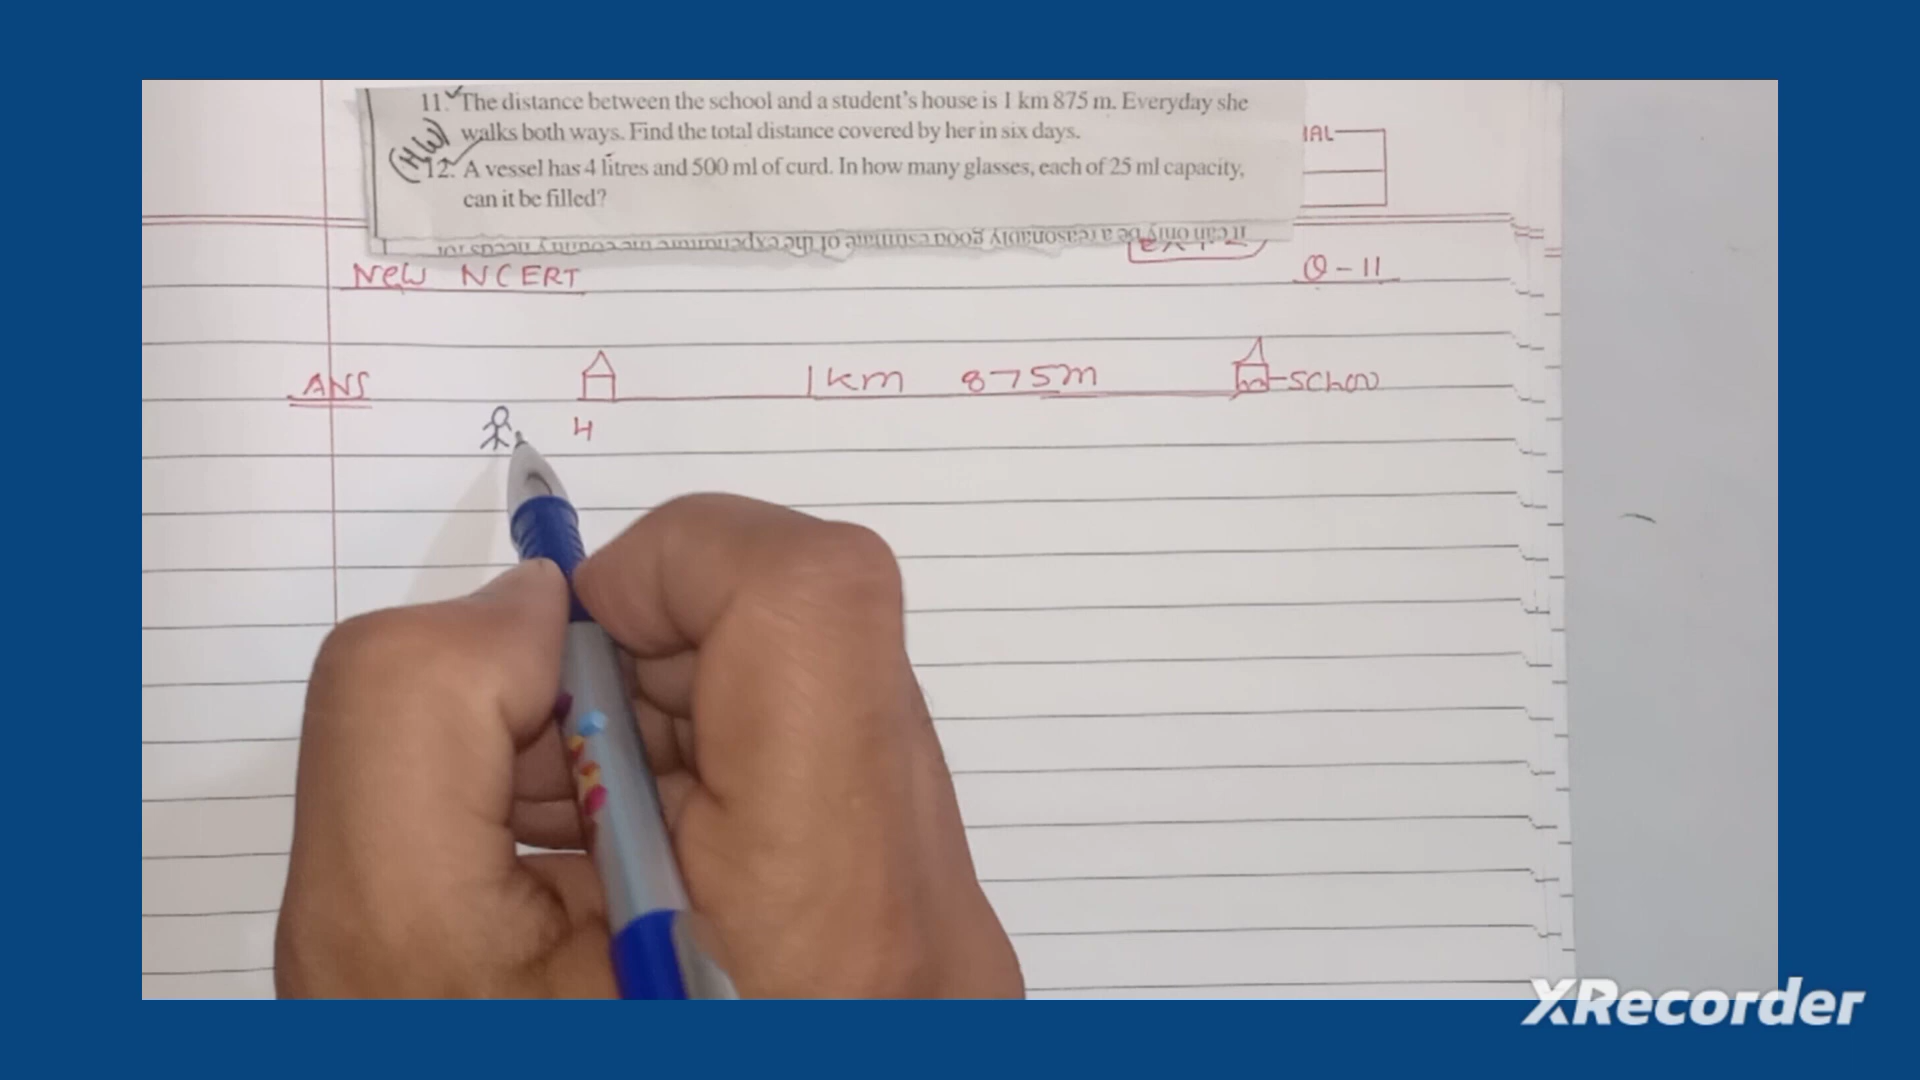 11. The distance between the school and a student's house is 1 km 875 m. Everyday she
walks both ways. Find the total distance covered by her in six days.
(H.W)
12. A vessel has 4 litres and 500 ml of curd. In how many glasses, each of 25 ml capacity,
can it be filled?
New NCERT
Q-11
ANS 1km 875m
H
XRecorder